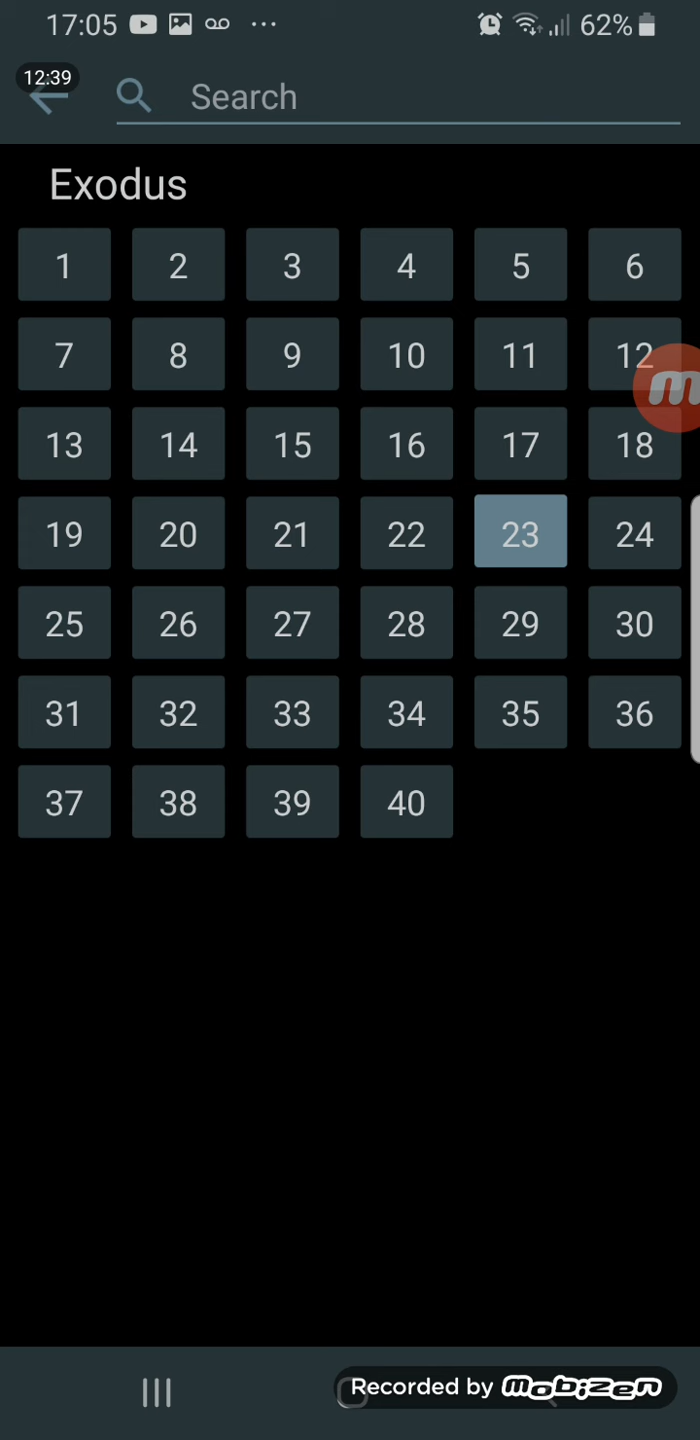 17:05 ... 62%
12:39
Search
Exodus
1 2 3 4 5 6
7 8 9 10 11 12
13 14 15 16 17 18
19 20 21 22 23 24
25 26 27 28 29 30
31 32 33 34 35 36
37 38 39 40
Recorded by mobizen